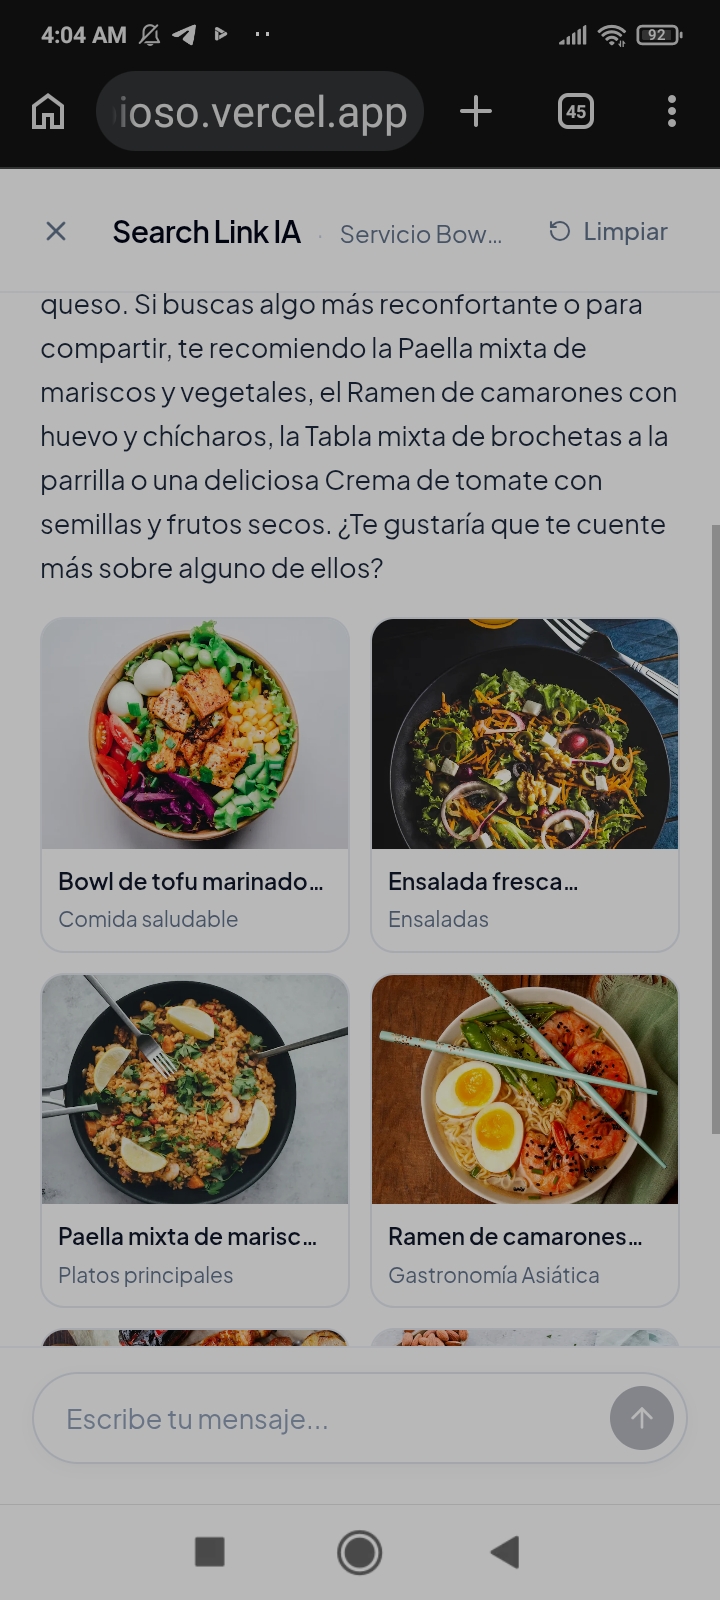 4:04 AM
92
ioso.vercel.app
45
Search Link IA · Servicio Bow...
Limpiar
queso. Si buscas algo más reconfortante o para
compartir, te recomiendo la Paella mixta de
mariscos y vegetales, el Ramen de camarones con
huevo y chícharos, la Tabla mixta de brochetas a la
parrilla o una deliciosa Crema de tomate con
semillas y frutos secos. ¿Te gustaría que te cuente
más sobre alguno de ellos?
Bowl de tofu marinado...
Comida saludable
Ensalada fresca...
Ensaladas
Paella mixta de marisc...
Platos principales
Ramen de camarones...
Gastronomía Asiática
Escribe tu mensaje...